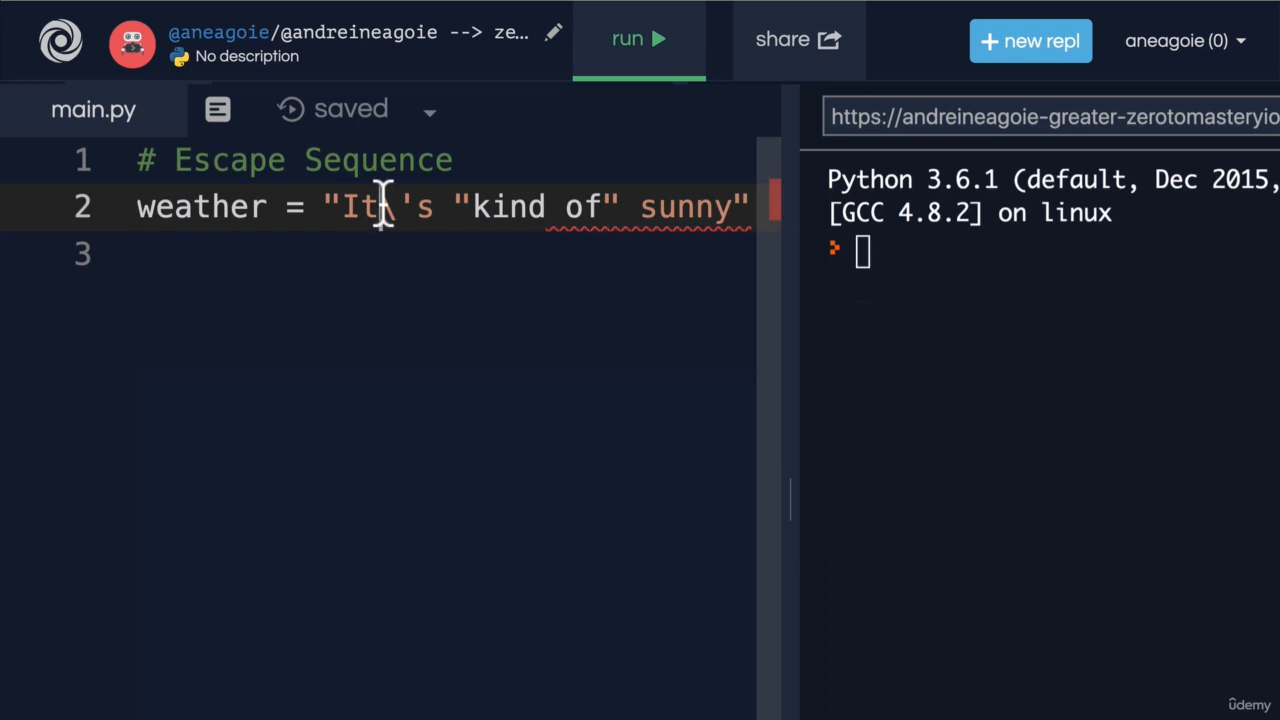 @aneagoie/@andreineagoie --> ze...
No description
run
share
+ new repl
aneagoie (0)
main.py
saved
https://andreineagoie-greater-zerotomasteryio
1 # Escape Sequence
2 weather = "It\'s "kind of" sunny"
3
Python 3.6.1 (default, Dec 2015,
[GCC 4.8.2] on linux
ûdemy